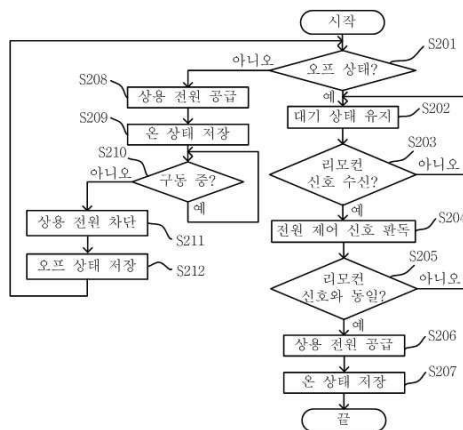 시작
S201
오프 상태?
아니오
예
S208
상용 전원 공급
S202
대기 상태 유지
S209
온 상태 저장
S210
구동 중?
아니오
예
S203
리모컨
신호 수신?
아니오
예
S204
전원 제어 신호 판독
상용 전원 차단
S211
오프 상태 저장
S212
S205
리모컨
신호와 동일?
아니오
예
S206
상용 전원 공급
S207
온 상태 저장
끝